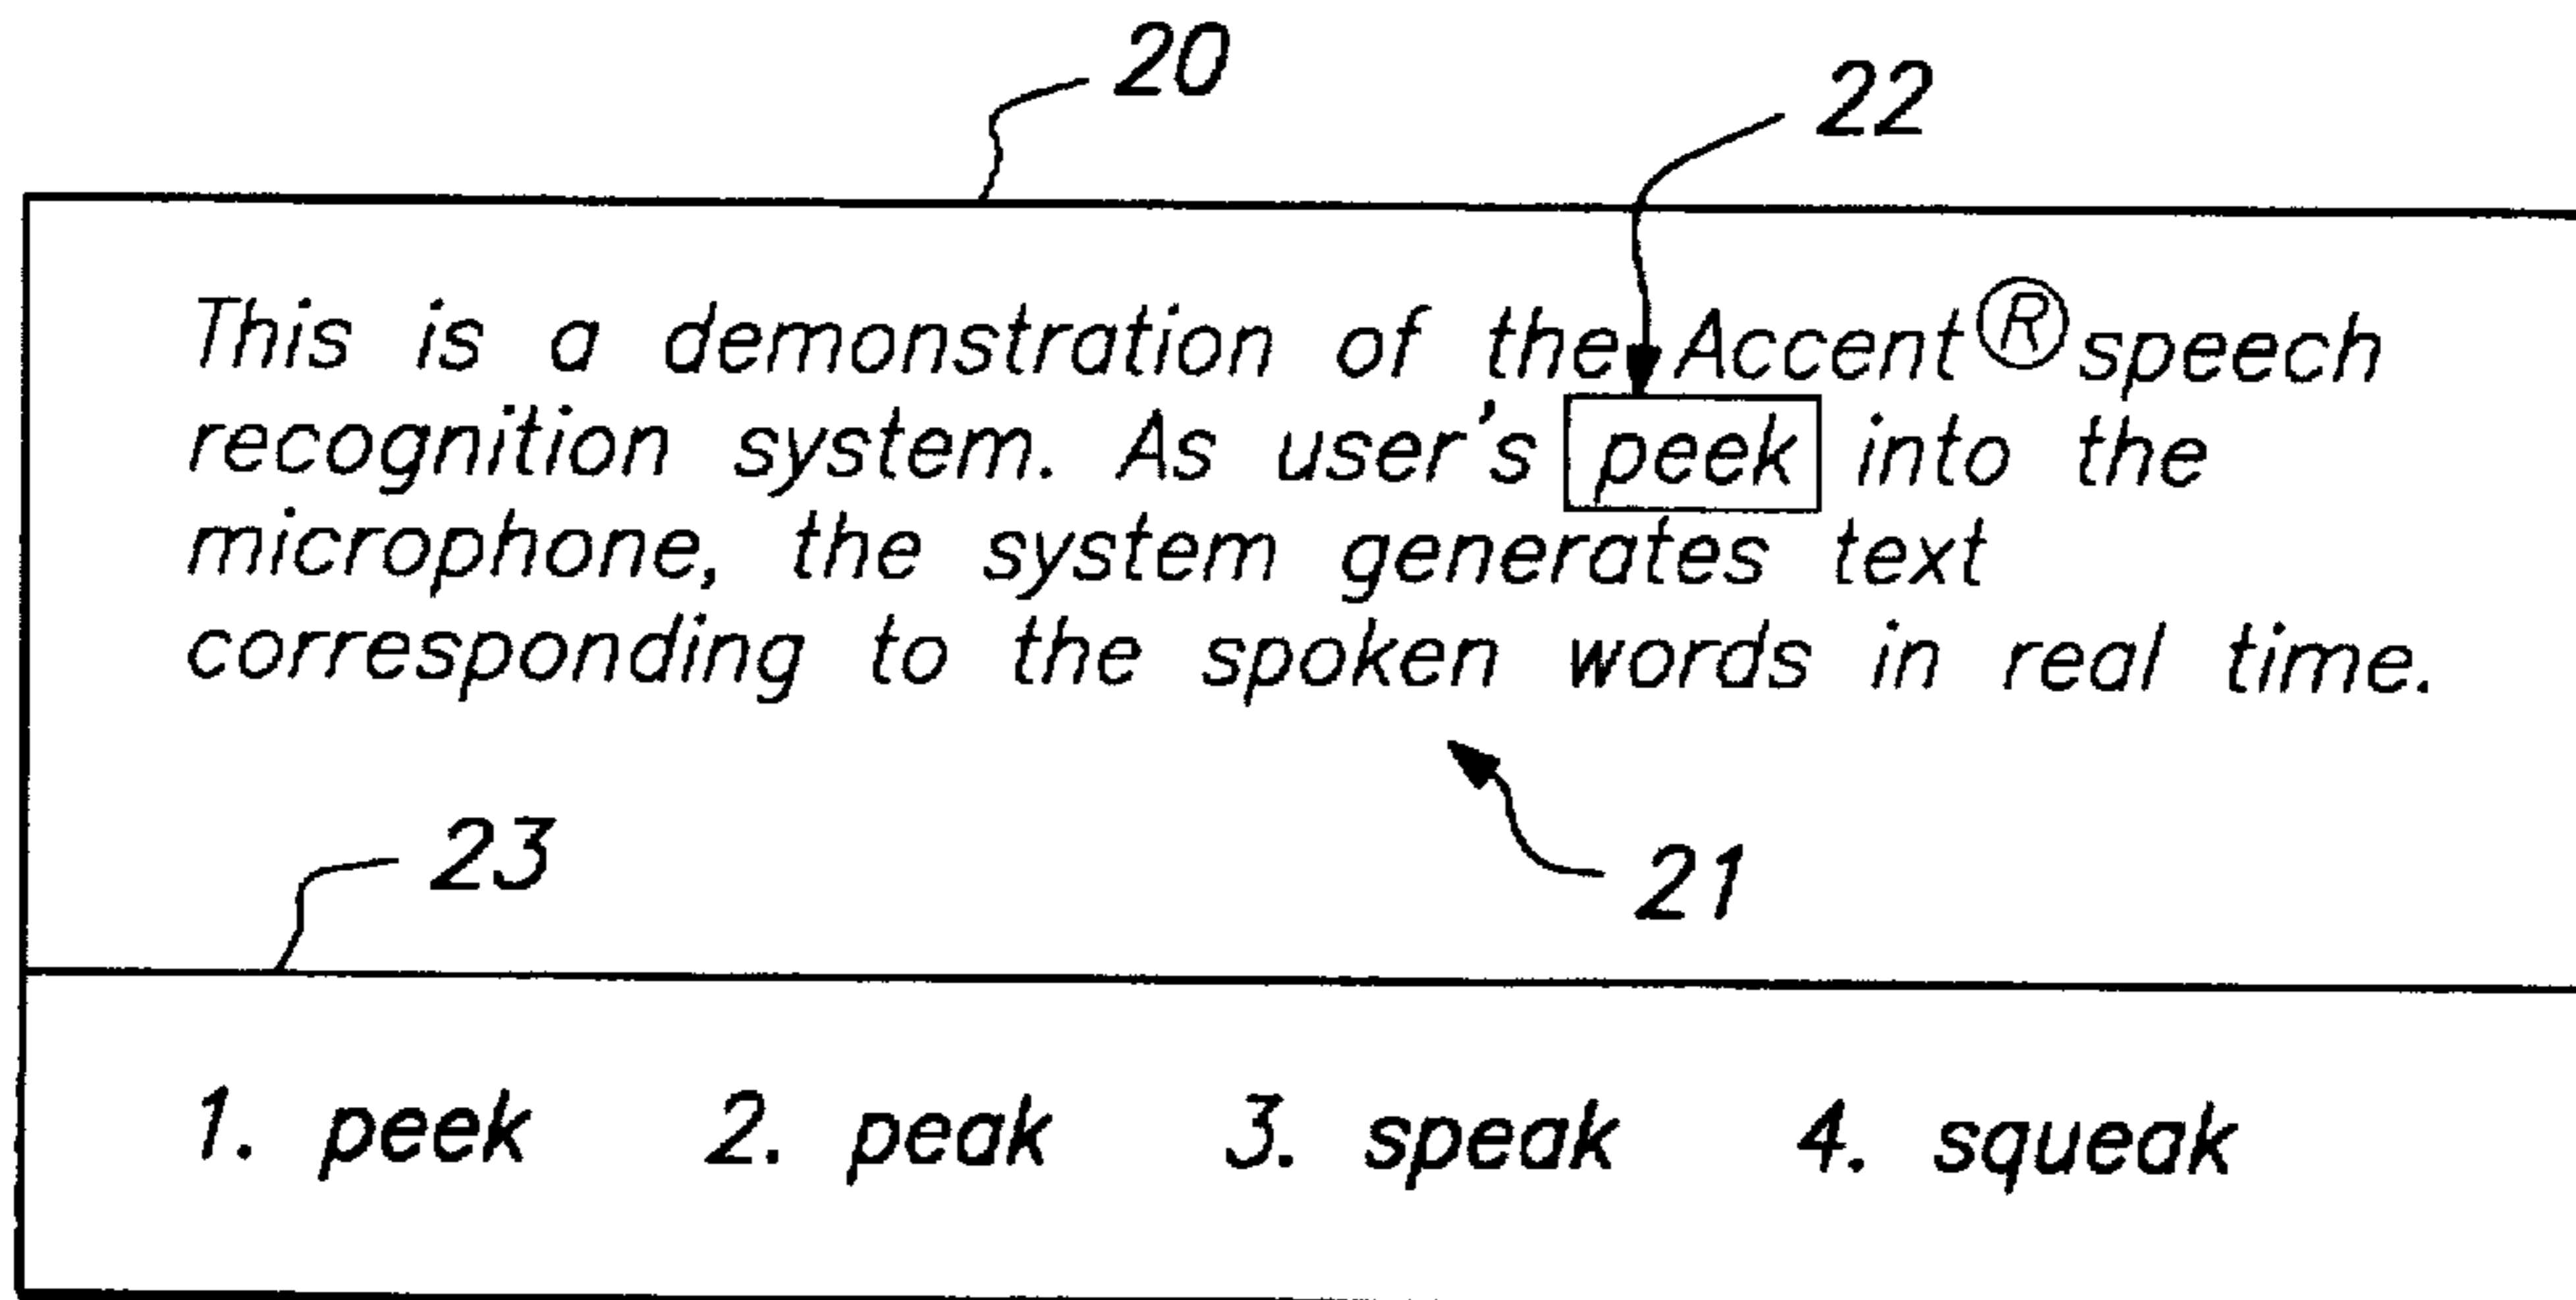 20
22
This is a demonstration of the Accent® speech
recognition system. As user's peek into the
microphone, the system generates text
corresponding to the spoken words in real time.
23
21
1. peek 2. peak 3. speak 4. squeak